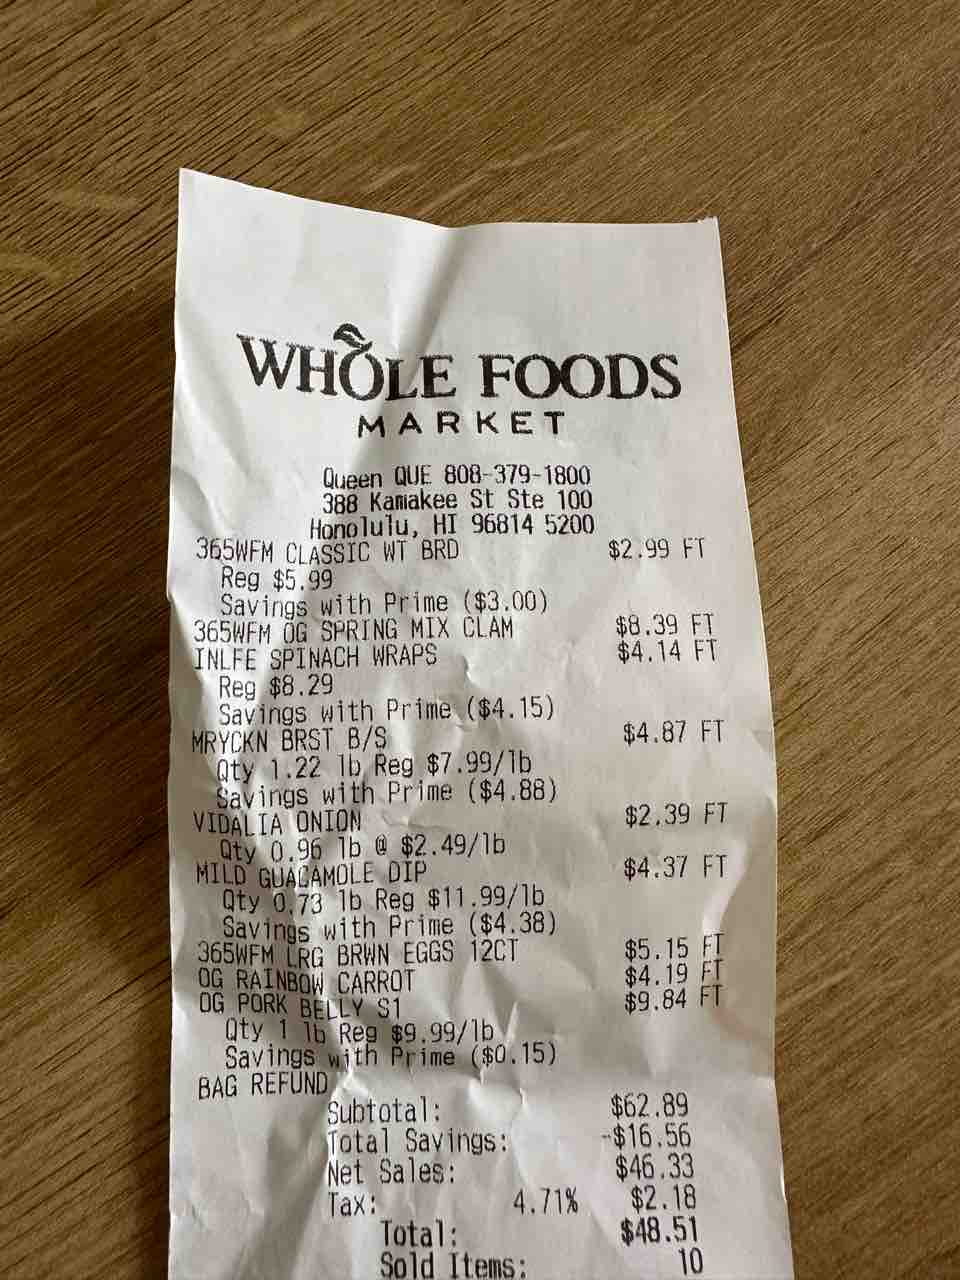 WHOLE FOODS
MARKET
Queen QUE 808-379-1800
388 Kamakee St Ste 100
Honolulu, HI 96814 5200
365WFM CLASSIC WT BRD $2.99 FT
Reg $5.99
Savings with Prime ($3.00)
365WFM OG SPRING MIX CLAM $8.39 FT
INLFE SPINACH WRAPS $4.14 FT
Reg $8.29
Savings with Prime ($4.15)
MRYCKN BRST B/S $4.87 FT
Qty 1.22 lb Reg $7.99/lb
Savings with Prime ($4.88)
VIDALIA ONION $2.39 FT
Qty 0.96 lb @ $2.49/lb
MILD GUACAMOLE DIP $4.37 FT
Qty 0.73 lb Reg $11.99/lb
Savings with Prime ($4.38)
365WFM LRG BRWN EGGS 12CT $5.15 FT
OG RAINBOW CARROT $4.19 FT
OG PORK BELLY S1 $9.84 FT
Qty 1 lb Reg $9.99/lb
Savings with Prime ($0.15)
BAG REFUND
Subtotal: $62.89
Total Savings: -$16.56
Net Sales: $46.33
Tax: 4.71% $2.18
Total: $48.51
Sold Items: 10